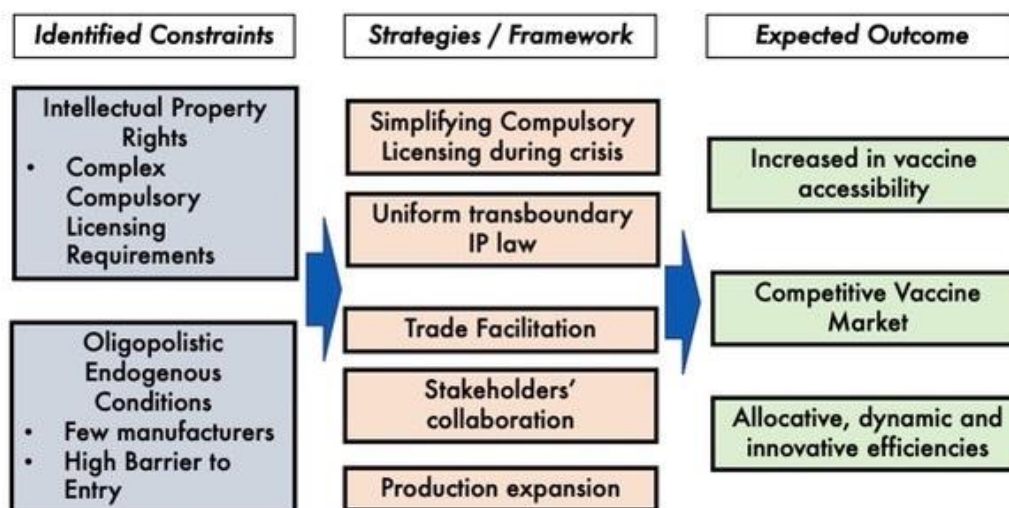 Identified Constraints
Strategies / Framework
Expected Outcome
Intellectual Property
Rights
• Complex
Compulsory
Licensing
Requirements
Oligopolistic
Endogenous
Conditions
• Few manufacturers
• High Barrier to
Entry
Simplifying Compulsory
Licensing during crisis
Uniform transboundary
IP law
Trade Facilitation
Stakeholders'
collaboration
Production expansion
Increased in vaccine
accessibility
Competitive Vaccine
Market
Allocative, dynamic and
innovative efficiencies